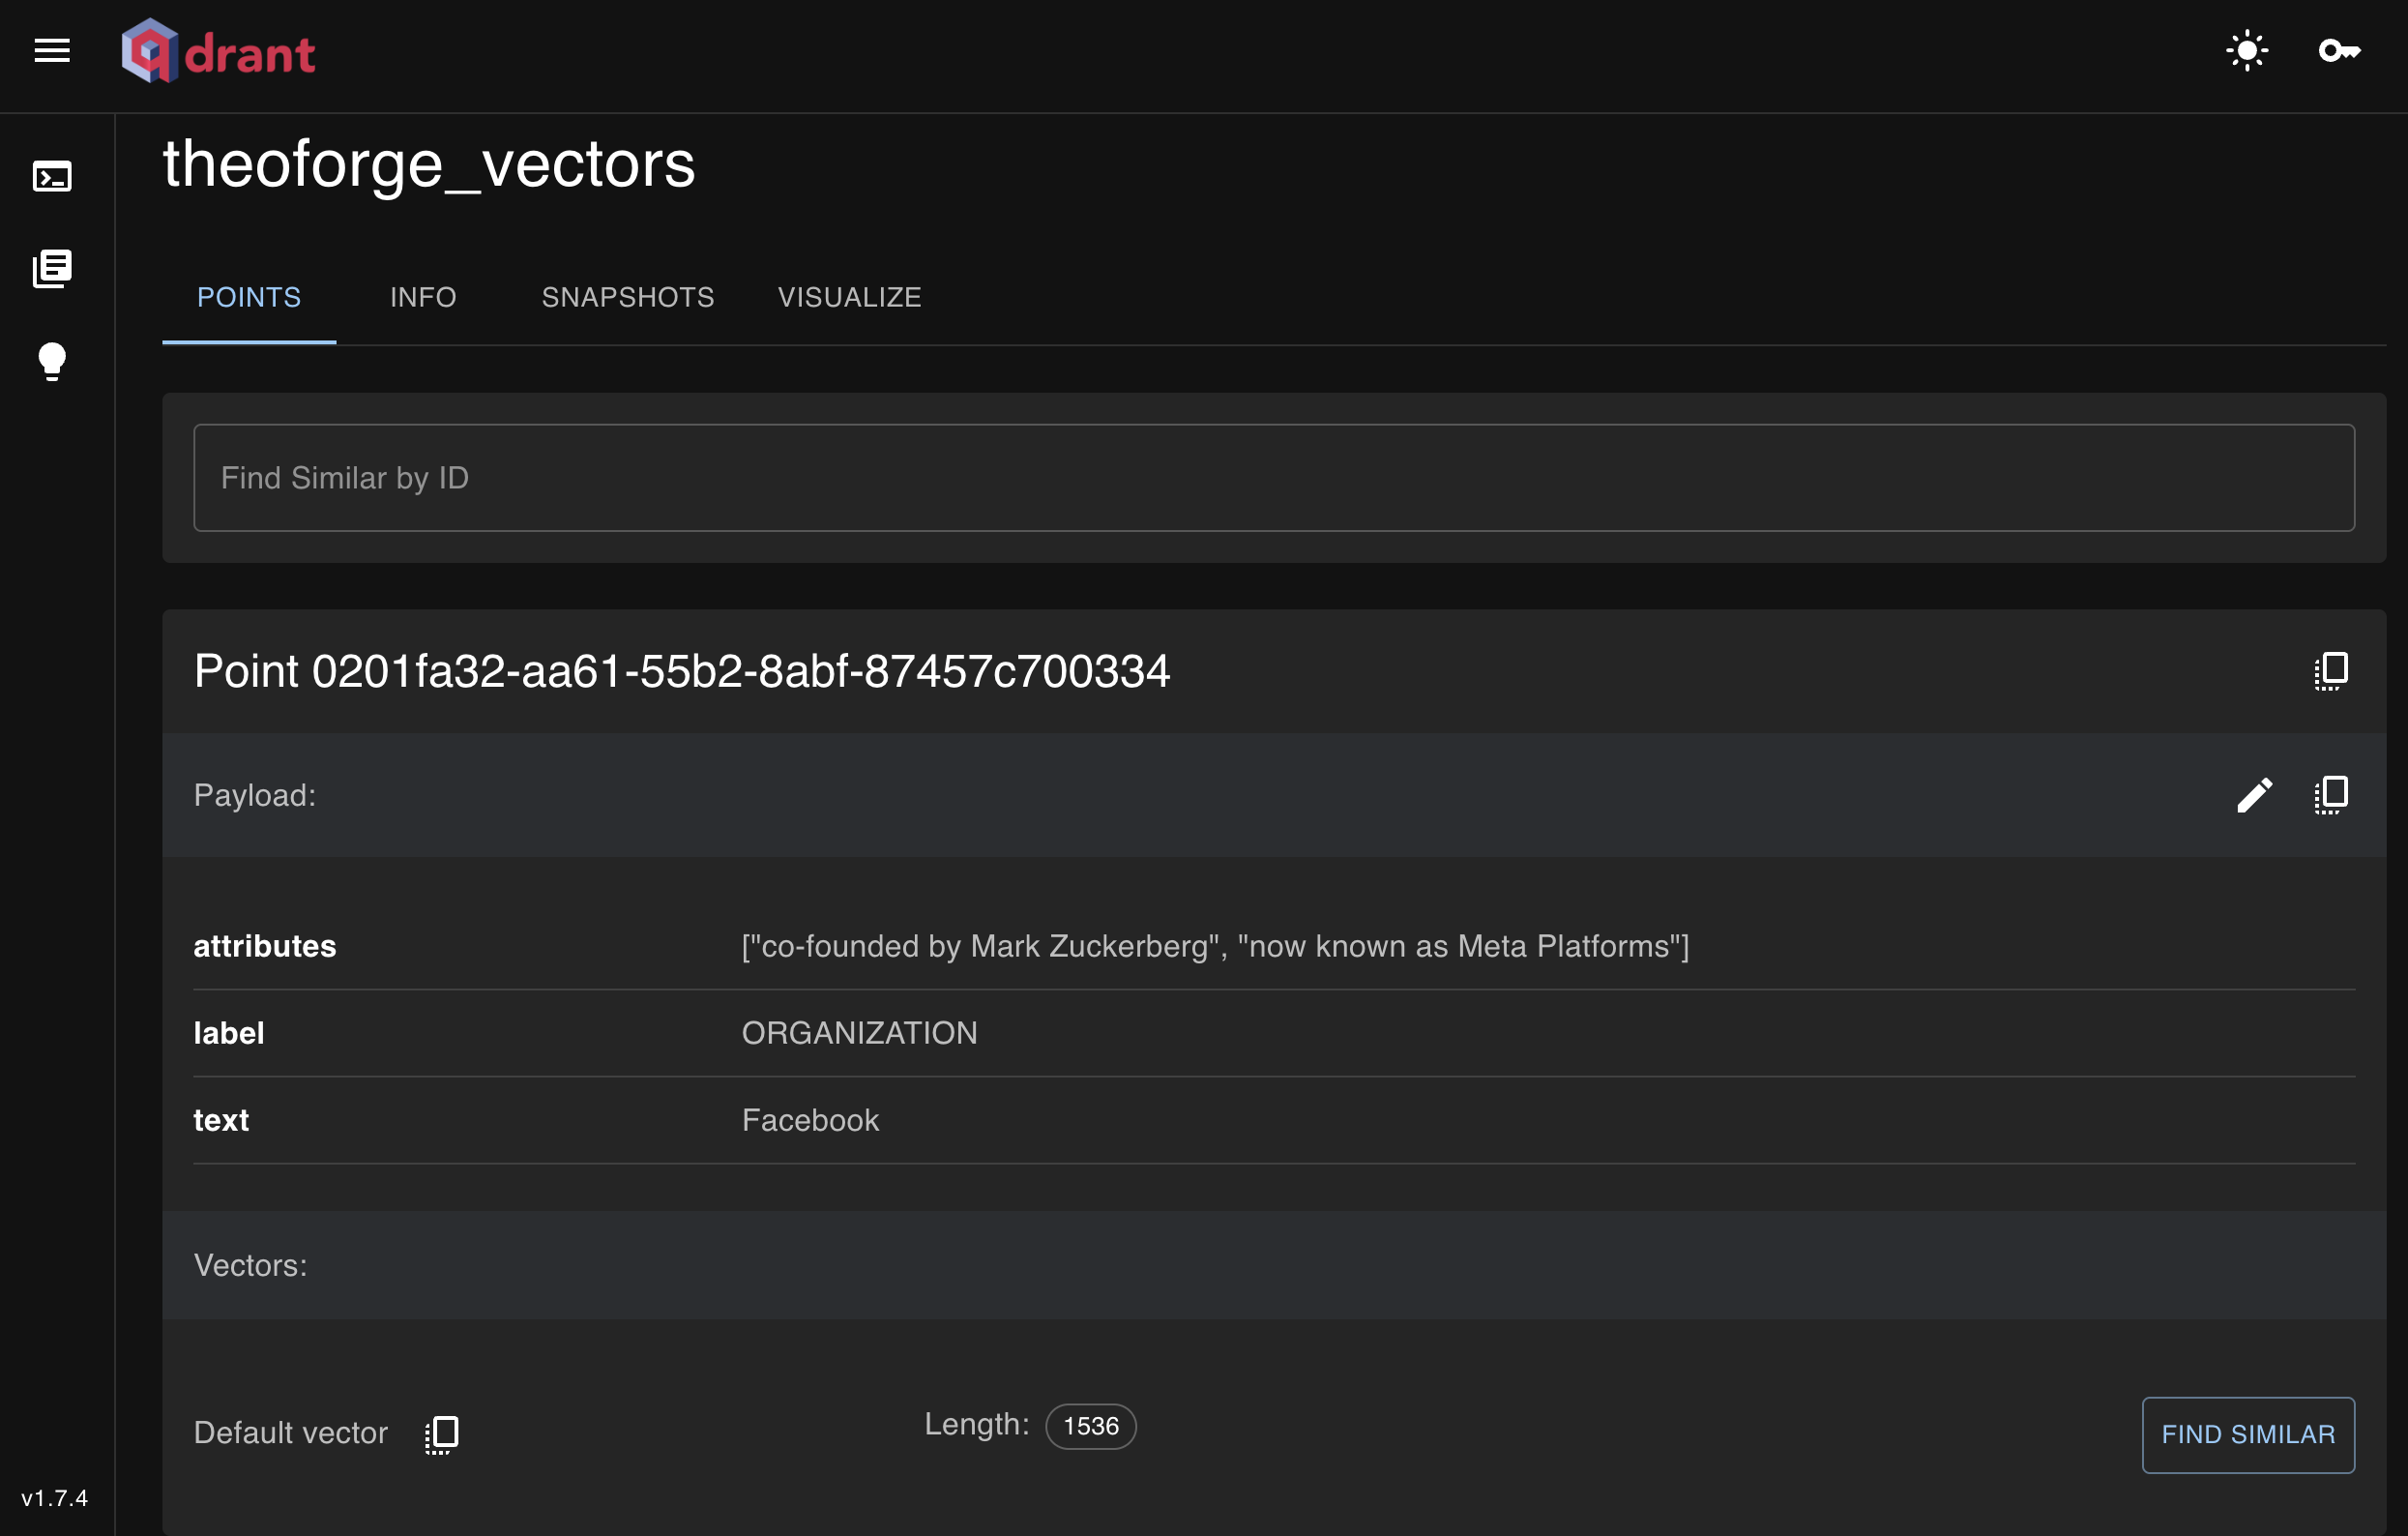 qdrant
theoforge_vectors
POINTS INFO SNAPSHOTS VISUALIZE
Find Similar by ID
Point 0201fa32-aa61-55b2-8abf-87457c700334
Payload:
attributes ["co-founded by Mark Zuckerberg", "now known as Meta Platforms"]
label ORGANIZATION
text Facebook
Vectors:
Default vector Length: 1536 FIND SIMILAR
v1.7.4